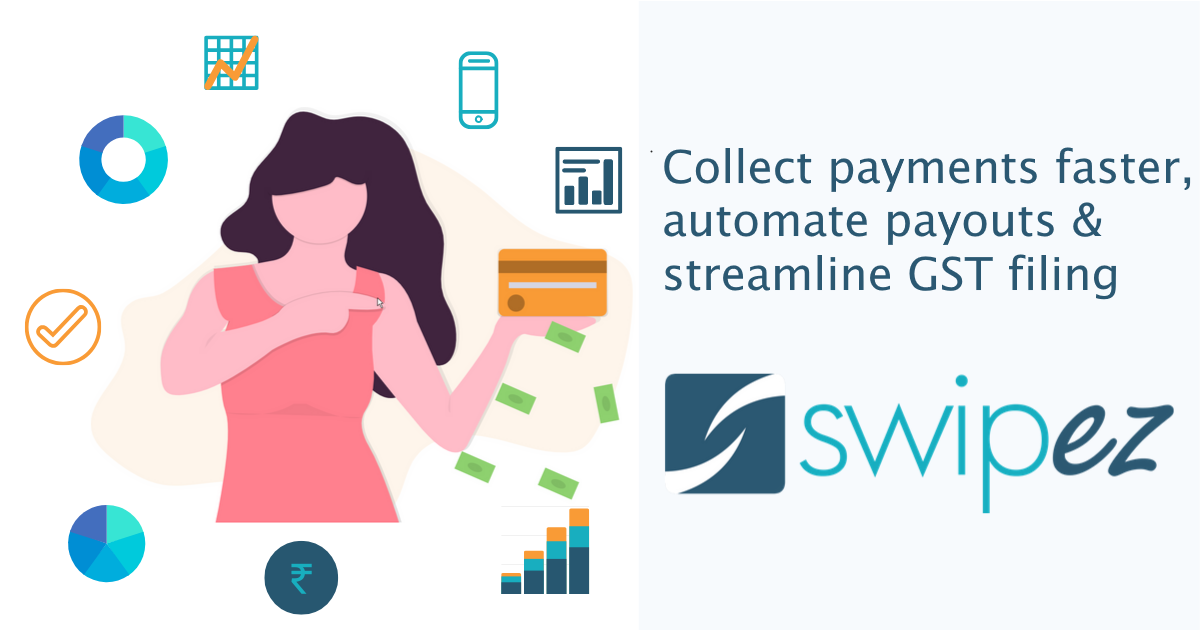 Collect payments faster,
automate payouts &
streamline GST filing
swipez
₹